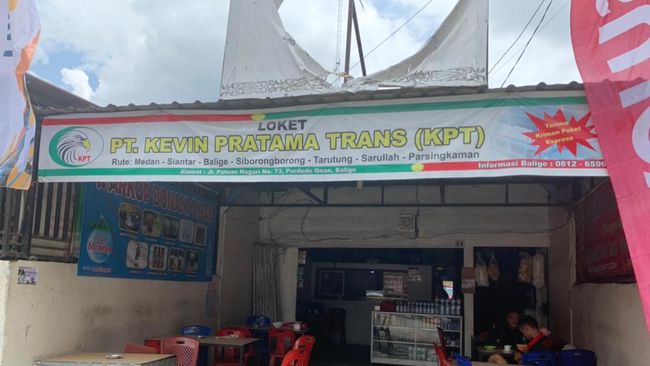 LOKET
PT. KEVIN PRATAMA TRANS (KPT)
Rute: Medan - Siantar - Balige - Siborongborong - Tarutung - Sarullah - Parsingkaman
Alamat : Jl. Patuan Nagari No. 73, Pardede Onan, Balige
Informasi Balige : 0812 - 6596
Terima
Kiriman Paket
Express
KPT
Mineral